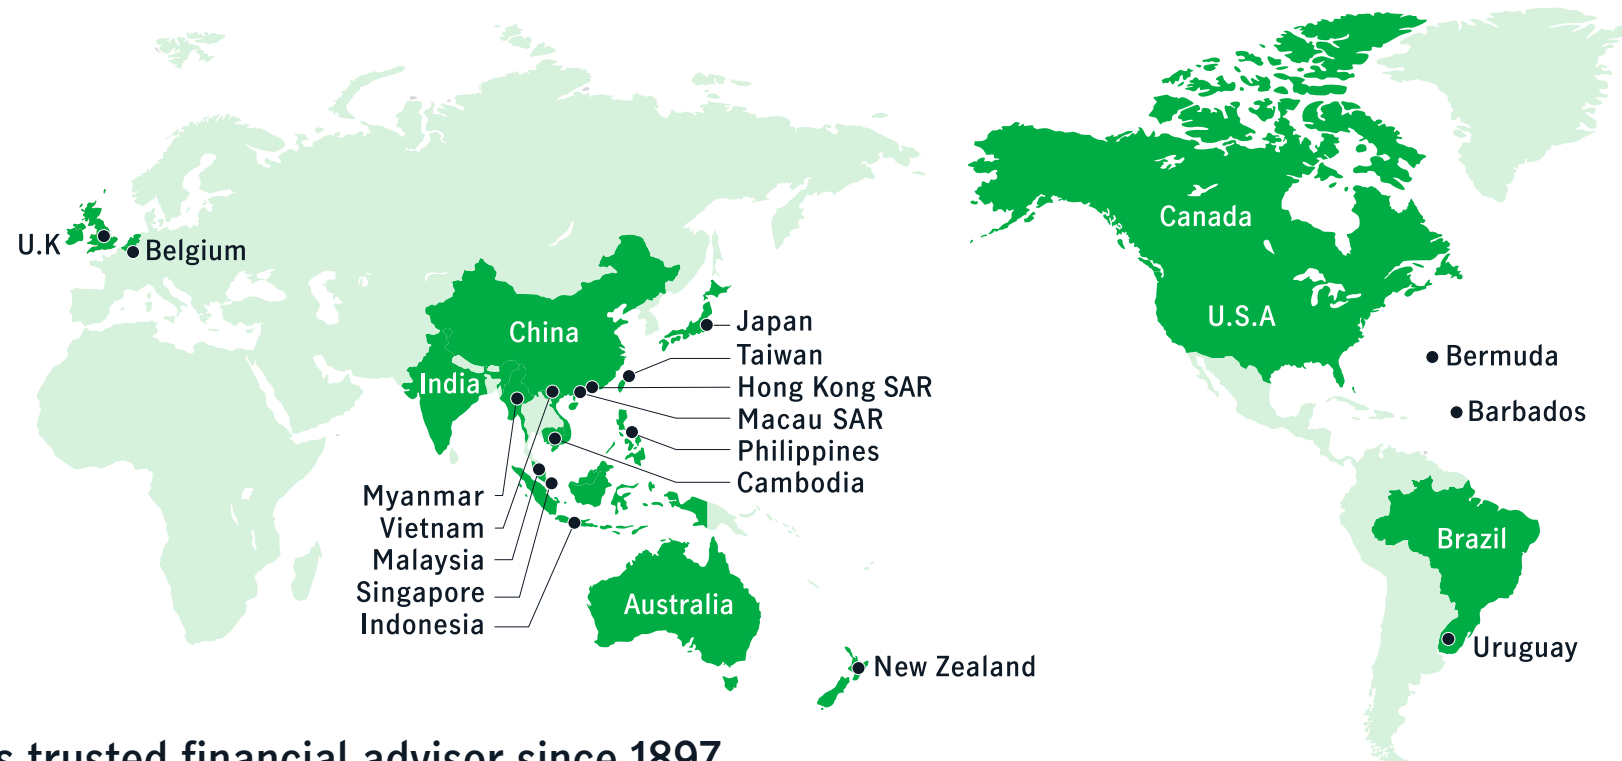 Canada
U.K
Belgium
U.S.A
China
Japan
Taiwan
Bermuda
India
Hong Kong SAR
Barbados
Macau SAR
Philippines
Cambodia
Myanmar
Vietnam
Brazil
Malaysia
Singapore
Australia
Indonesia
Uruguay
New Zealand
s trusted financial advisor since 1897